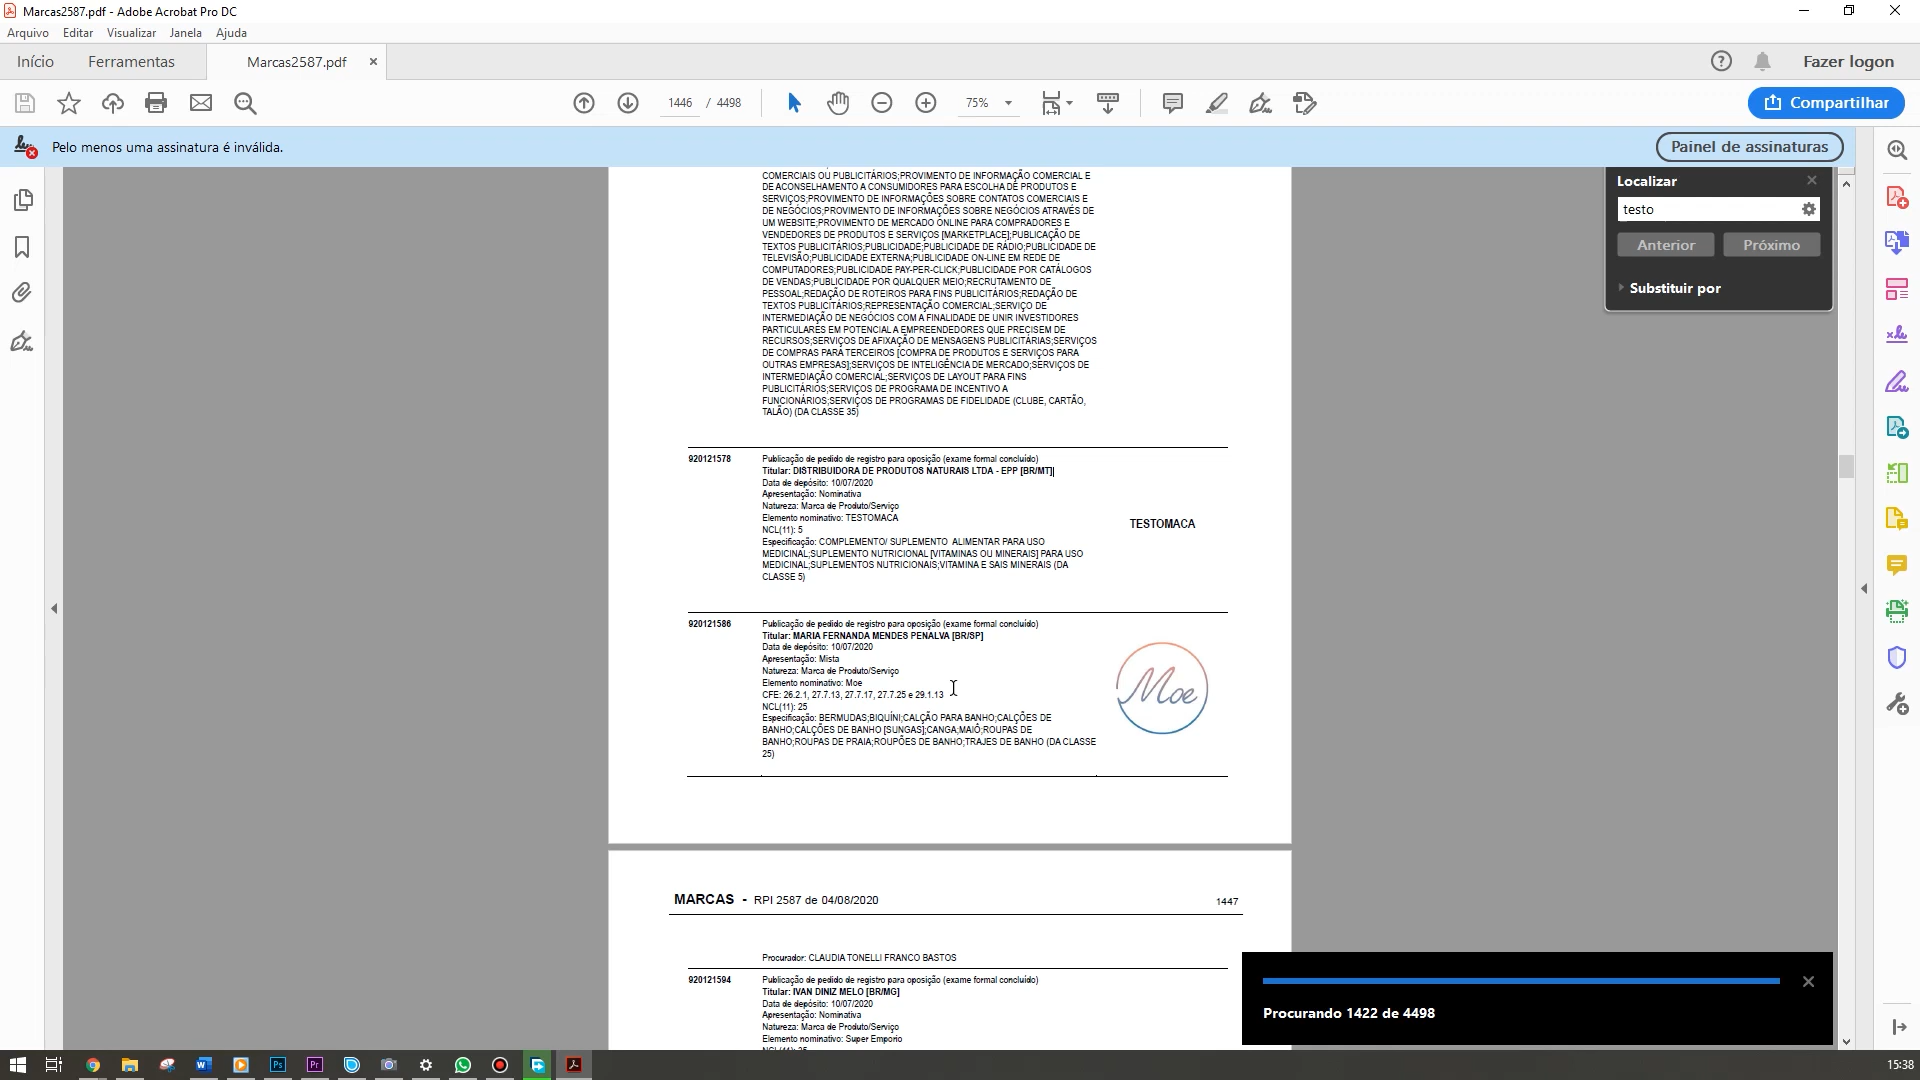 Marcas2587.pdf - Adobe Acrobat Pro DC
Arquivo Editar Visualizar Janela Ajuda
Início Ferramentas Marcas2587.pdf Fazer logon
1446 / 4498 75% Compartilhar
Pelo menos uma assinatura é inválida. Painel de assinaturas
Localizar
testo
Anterior Próximo
Substituir por
COMERCIAIS OU PUBLICITÁRIOS;PROVIMENTO DE INFORMAÇÃO COMERCIAL E
DE ACONSELHAMENTO A CONSUMIDORES PARA ESCOLHA DE PRODUTOS E
SERVIÇOS;PROVIMENTO DE INFORMAÇÕES SOBRE CONTATOS COMERCIAIS E
DE NEGÓCIOS;PROVIMENTO DE INFORMAÇÕES SOBRE NEGÓCIOS ATRAVÉS DE
UM WEBSITE;PROVIMENTO DE MERCADO ONLINE PARA COMPRADORES E
VENDEDORES DE PRODUTOS E SERVIÇOS [MARKETPLACE];PUBLICAÇÃO DE
TEXTOS PUBLICITÁRIOS;PUBLICIDADE;PUBLICIDADE DE RÁDIO;PUBLICIDADE DE
TELEVISÃO;PUBLICIDADE EXTERNA;PUBLICIDADE ON-LINE EM REDE DE
COMPUTADORES;PUBLICIDADE PAY-PER-CLICK;PUBLICIDADE POR CATÁLOGOS
DE VENDAS;PUBLICIDADE POR QUALQUER MEIO;RECRUTAMENTO DE
PESSOAL;REDAÇÃO DE ROTEIROS PARA FINS PUBLICITÁRIOS;REDAÇÃO DE
TEXTOS PUBLICITÁRIOS;REPRESENTAÇÃO COMERCIAL;SERVIÇO DE
INTERMEDIAÇÃO DE NEGÓCIOS COM A FINALIDADE DE UNIR INVESTIDORES
PARTICULARES EM POTENCIAL A EMPREENDEDORES QUE PRECISEM DE
RECURSOS;SERVIÇOS DE AFIXAÇÃO DE MENSAGENS PUBLICITÁRIAS;SERVIÇOS
DE COMPRAS PARA TERCEIROS [COMPRA DE PRODUTOS E SERVIÇOS PARA
OUTRAS EMPRESAS];SERVIÇOS DE INTELIGÊNCIA DE MERCADO;SERVIÇOS DE
INTERMEDIAÇÃO COMERCIAL;SERVIÇOS DE LAYOUT PARA FINS
PUBLICITÁRIOS;SERVIÇOS DE PROGRAMA DE INCENTIVO A
FUNCIONÁRIOS;SERVIÇOS DE PROGRAMAS DE FIDELIDADE (CLUBE, CARTÃO,
TALÃO) (DA CLASSE 35)
920121578 Publicação de pedido de registro para oposição (exame formal concluído)
Titular: DISTRIBUIDORA DE PRODUTOS NATURAIS LTDA - EPP [BR/MT]
Data de depósito: 10/07/2020
Apresentação: Nominativa
Natureza: Marca de Produto/Serviço
Elemento nominativo: TESTOMACA
NCL(11): 5
Especificação: COMPLEMENTO/ SUPLEMENTO ALIMENTAR PARA USO
MEDICINAL;SUPLEMENTO NUTRICIONAL [VITAMINAS OU MINERAIS] PARA USO
MEDICINAL;SUPLEMENTOS NUTRICIONAIS;VITAMINA E SAIS MINERAIS (DA
CLASSE 5)
TESTOMACA
920121586 Publicação de pedido de registro para oposição (exame formal concluído)
Titular: MARIA FERNANDA MENDES PENALVA [BR/SP]
Data de depósito: 10/07/2020
Apresentação: Mista
Natureza: Marca de Produto/Serviço
Elemento nominativo: Moe
CFE: 26.2.1, 27.7.13, 27.7.17, 27.7.25 e 29.1.13
NCL(11): 25
Especificação: BERMUDAS;BIQUÍNI;CALÇÃO PARA BANHO;CALÇÕES DE
BANHO;CALÇÕES DE BANHO [SUNGAS];CANGA;MAIÔ;ROUPAS DE
BANHO;ROUPAS DE PRAIA;ROUPÕES DE BANHO;TRAJES DE BANHO (DA CLASSE
25)
Moe
MARCAS - RPI 2587 de 04/08/2020 1447
Procurador: CLAUDIA TONELLI FRANCO BASTOS
920121594 Publicação de pedido de registro para oposição (exame formal concluído)
Titular: IVAN DINIZ MELO [BR/MG]
Data de depósito: 10/07/2020
Apresentação: Nominativa
Natureza: Marca de Produto/Serviço
Elemento nominativo: Super Emporio
Procurando 1422 de 4498
15:38